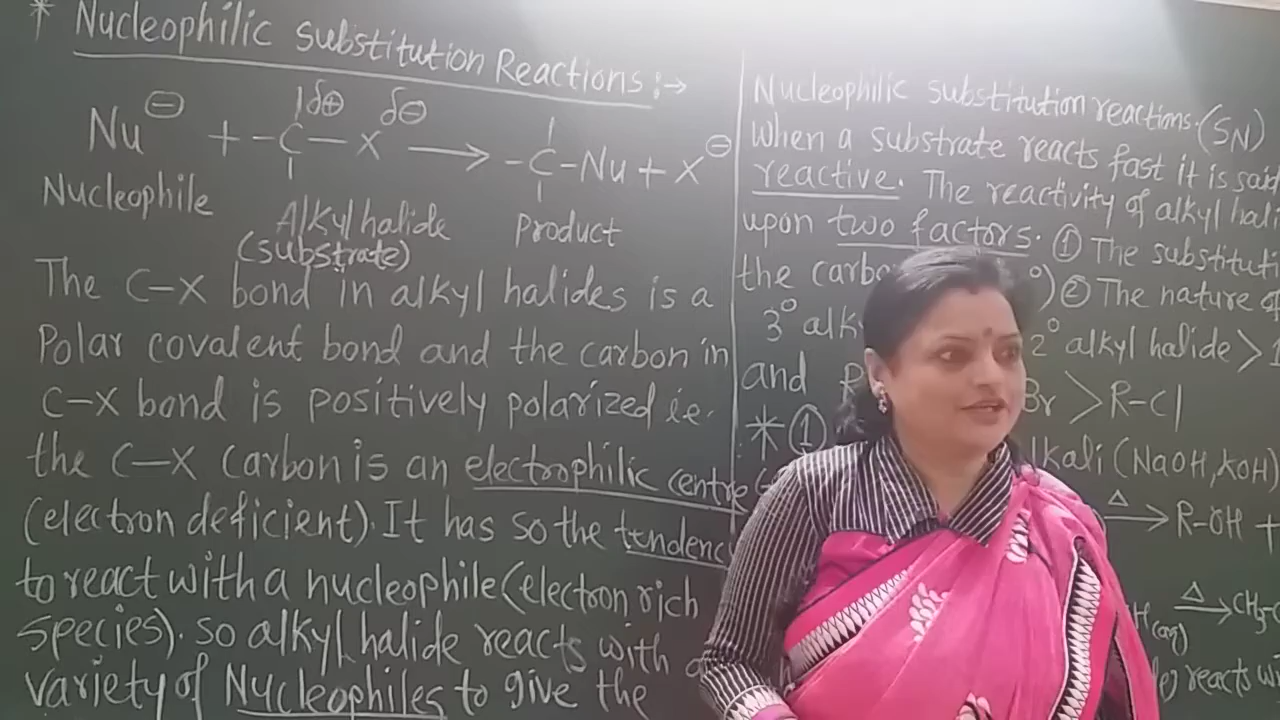 * Nucleophilic substitution Reactions :→
Nu⊖ + -C-X → -C-Nu + X⊖
δ⊕ δ⊖
Nucleophile
Alkyl halide
(substrate)
product
The C-X bond in alkyl halides is a
Polar covalent bond and the carbon in
C-X bond is positively polarized i.e.
the C-X carbon is an electrophilic centre
(electron deficient). It has so the tendenc
to react with a nucleophile (electron rich
species). so alkyl halide reacts with a
variety of Nucleophiles to give the
Nucleophilic substitution reactions. (SN)
When a substrate reacts fast it is said
reactive. The reactivity of alkyl hali
upon two factors. ① The substituti
the carbo °) ② The nature of
3° alk 2° alkyl halide > 1
and R Br > R-Cl
* ① lkali (NaOH, KOH)
Δ → R-OH +
H(aq) Δ → CH3-
reacts wi